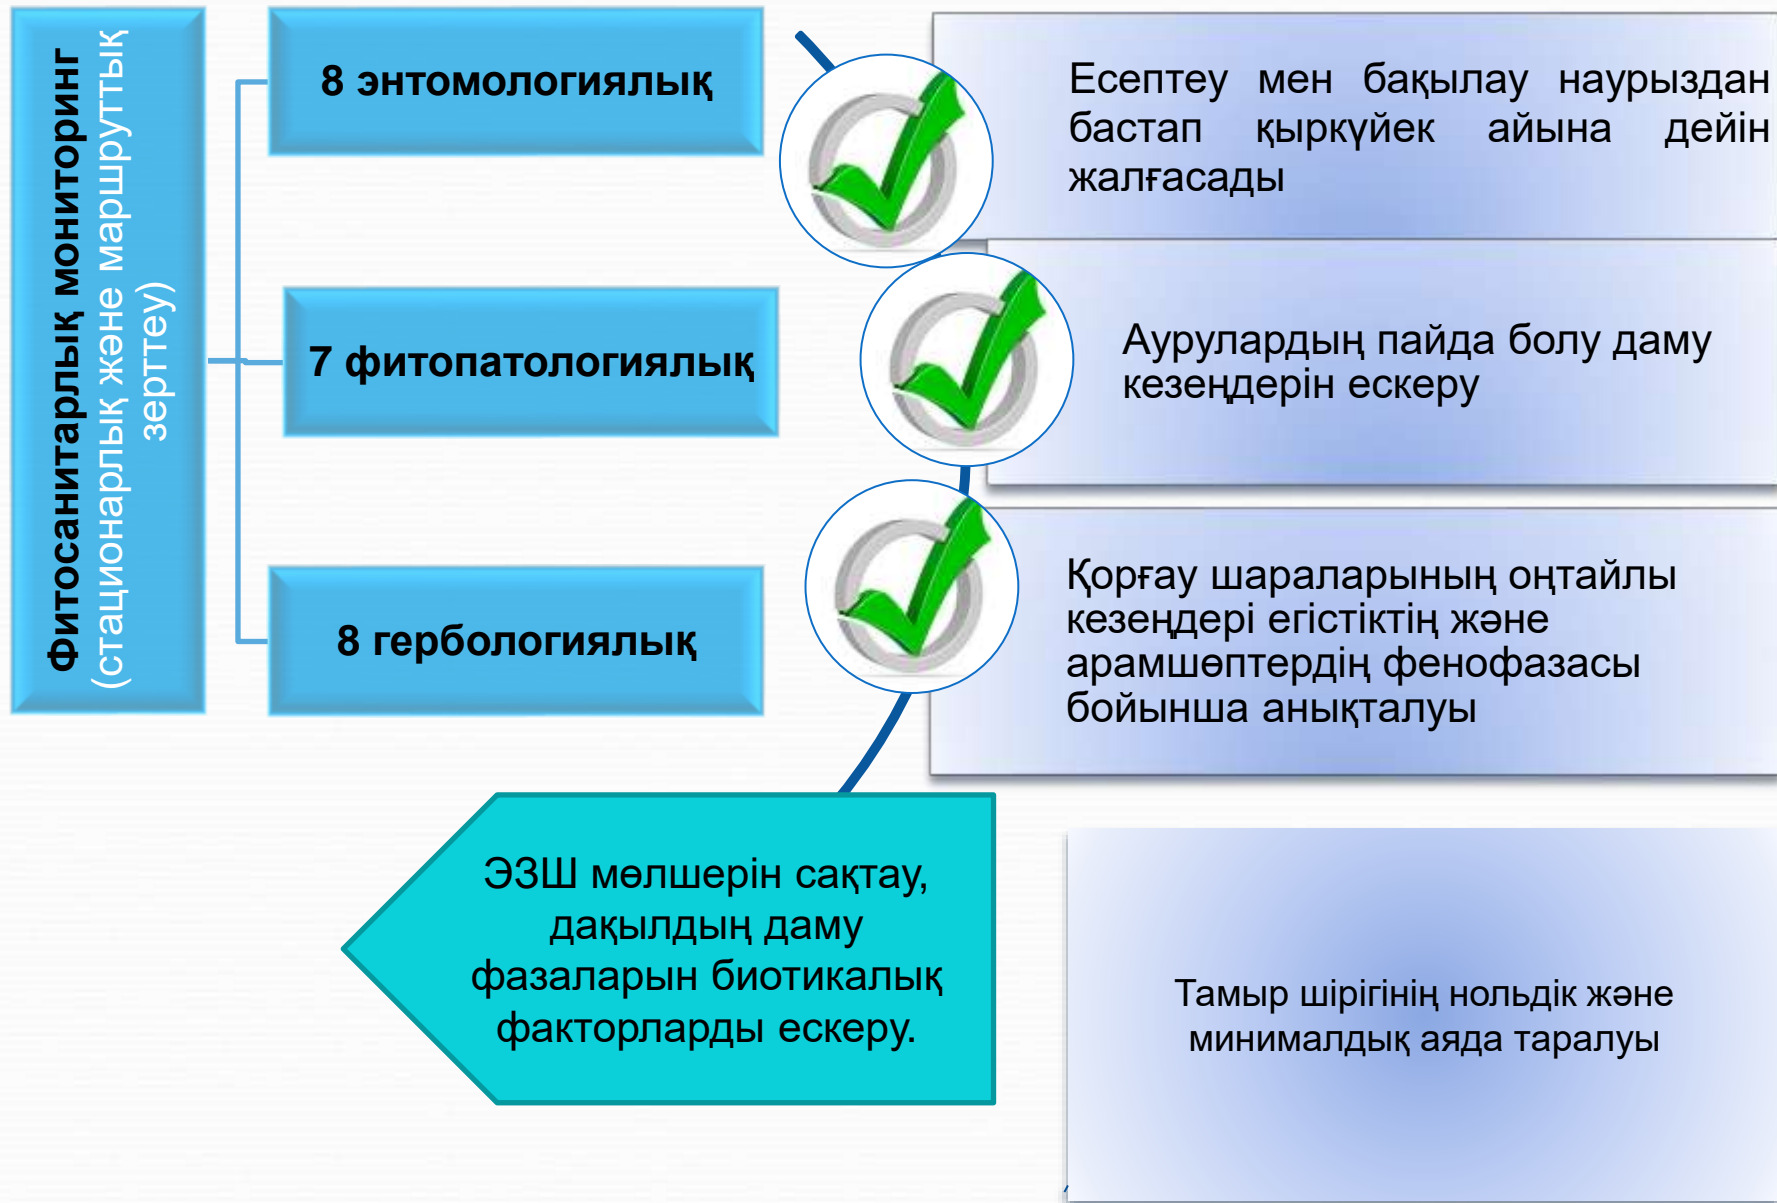 Фитосанитарлық мониторинг
(стационарлық және маршруттық
зерттеу)
8 энтомологиялық
7 фитопатологиялық
8 гербологиялық
Есептеу мен бақылау наурыздан
бастап қыркүйек айына дейін
жалғасады
Аурулардың пайда болу даму
кезеңдерін ескеру
Қорғау шараларының оңтайлы
кезеңдері егістіктің және
арамшөптердің фенофазасы
бойынша анықталуы
ЭЗШ мөлшерін сақтау,
дақылдың даму
фазаларын биотикалық
факторларды ескеру.
Тамыр шірігінің нольдік және
минималдық аяда таралуы